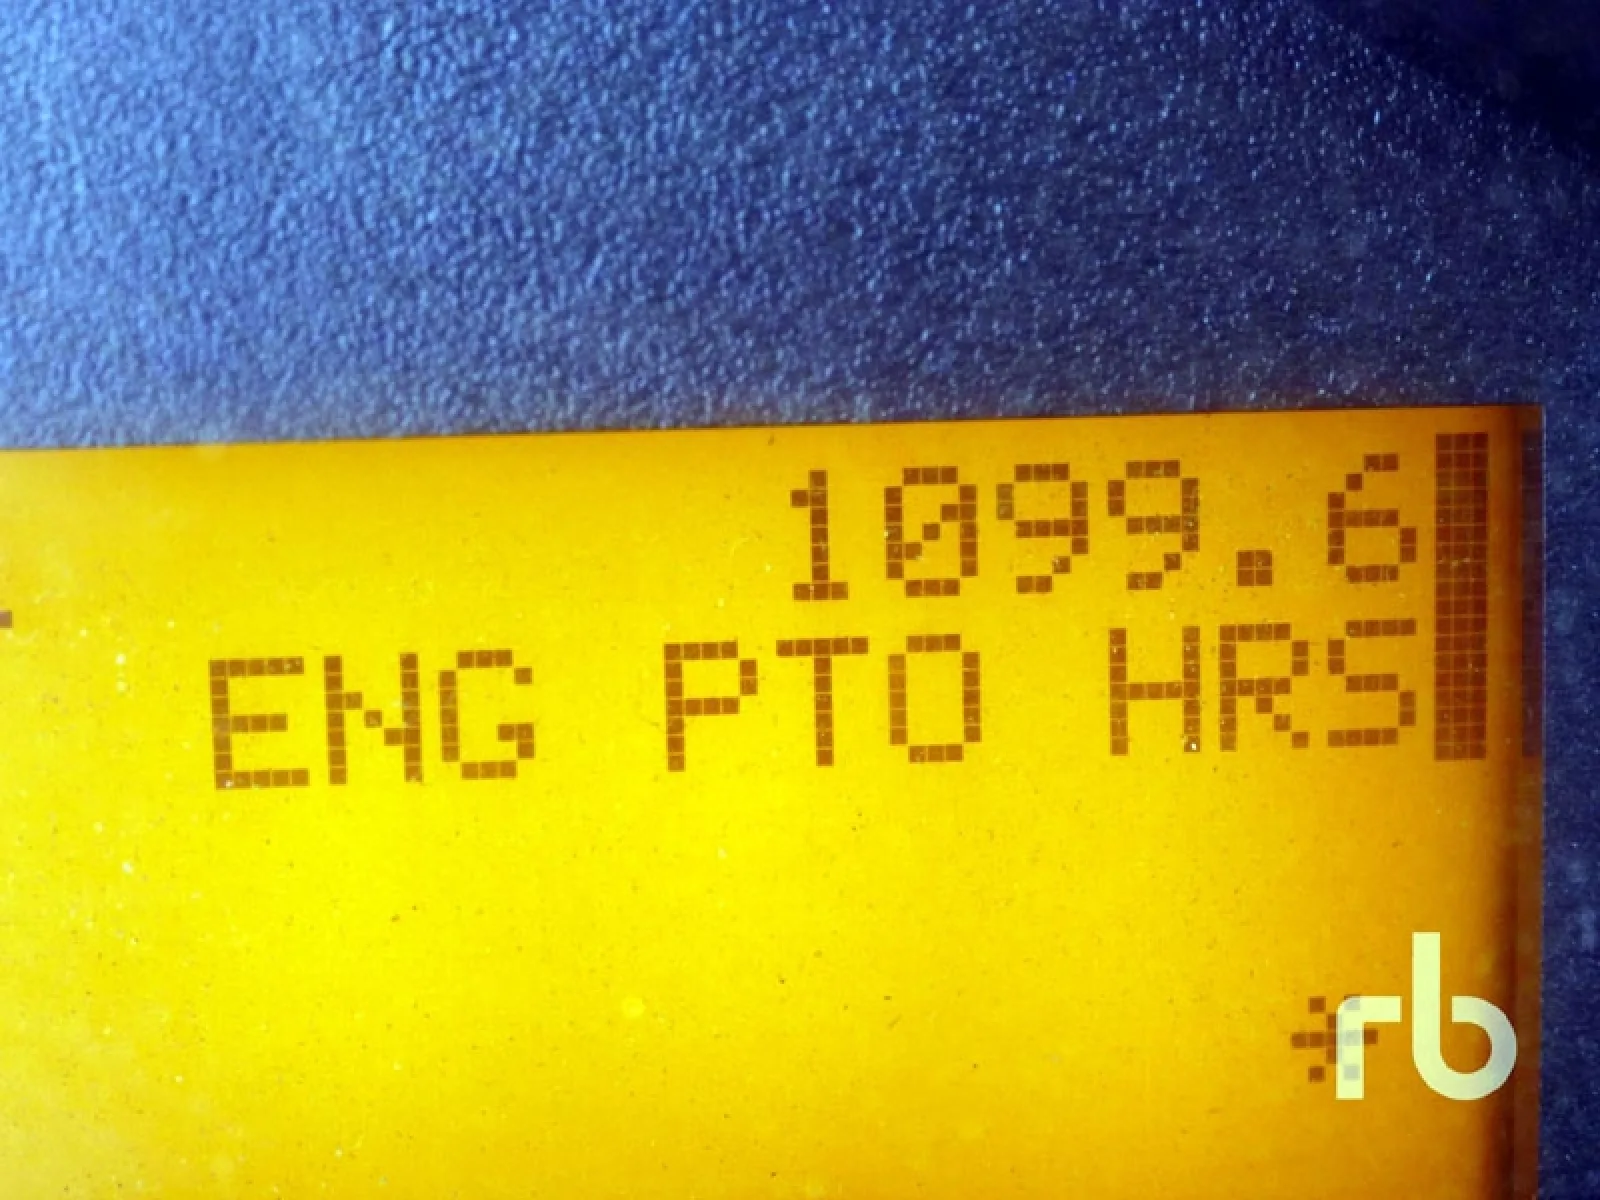 1099.6
ENG PTO HRS
*
rb